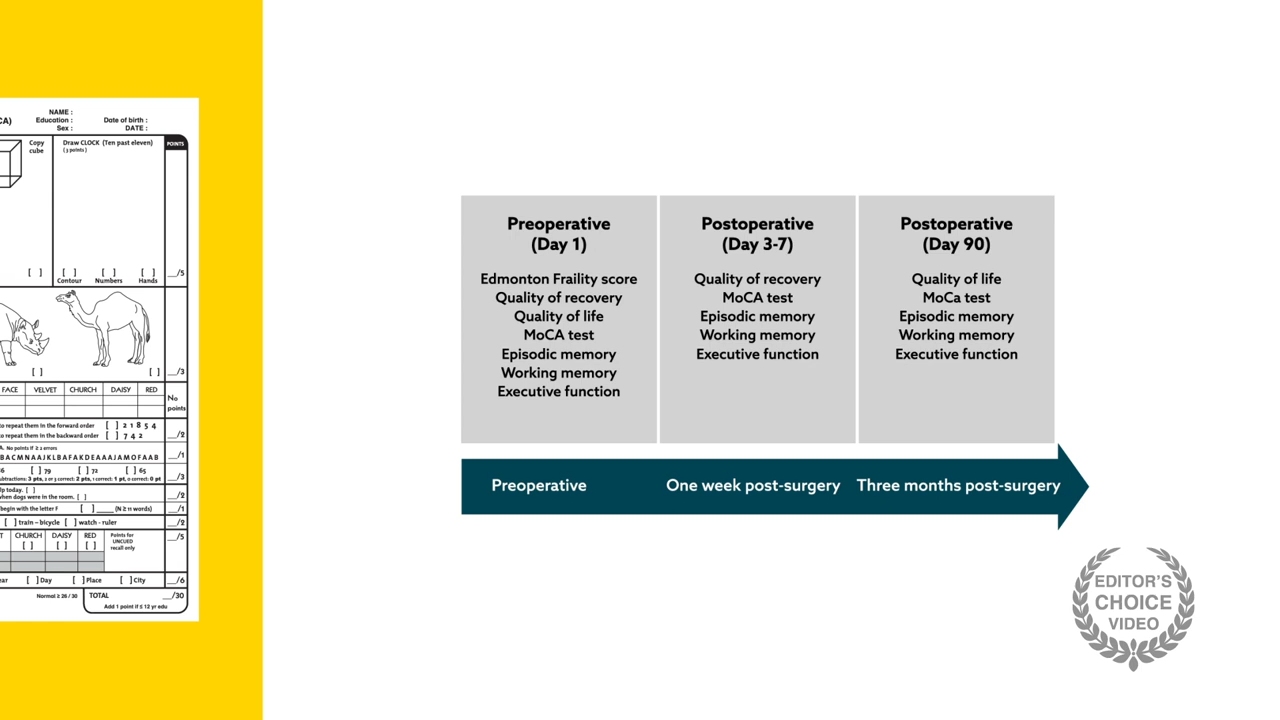 CA)
NAME :
Education :
Sex :
Date of birth :
DATE :
Copy
cube
Draw CLOCK (Ten past eleven)
( 3 points )
POINTS
[ ]
[ ]
[ ]
[ ]
Contour
Numbers
Hands
__/5
[ ]
[ ]
__/3
FACE
VELVET
CHURCH
DAISY
RED
No
points
to repeat them in the forward order [ ] 2 1 8 5 4
to repeat them in the backward order [ ] 7 4 2
__/2
A. No points if ≥ 2 errors
BACMNAAJKLBAFAKDEAAAJAMOFAAB
__/1
[ ] 79
[ ] 72
[ ] 65
ubtractions: 3 pts, 2 or 3 correct: 2 pts, 1 correct: 1 pt, 0 correct: 0 pt
__/3
lp today. [ ]
when dogs were in the room. [ ]
__/2
begin with the letter F [ ] ____ (N ≥ 11 words)
__/1
[ ] train – bicycle [ ] watch - ruler
__/2
T
CHURCH
DAISY
RED
[ ]
[ ]
[ ]
Points for
UNCUED
recall only
__/5
ear
[ ] Day
[ ] Place
[ ] City
__/6
Normal ≥ 26 / 30
TOTAL
__/30
Add 1 point if ≤ 12 yr edu
Preoperative
(Day 1)
Edmonton Fraility score
Quality of recovery
Quality of life
MoCA test
Episodic memory
Working memory
Executive function
Postoperative
(Day 3-7)
Quality of recovery
MoCA test
Episodic memory
Working memory
Executive function
Postoperative
(Day 90)
Quality of life
MoCa test
Episodic memory
Working memory
Executive function
Preoperative
One week post-surgery
Three months post-surgery
EDITOR'S
CHOICE
VIDEO